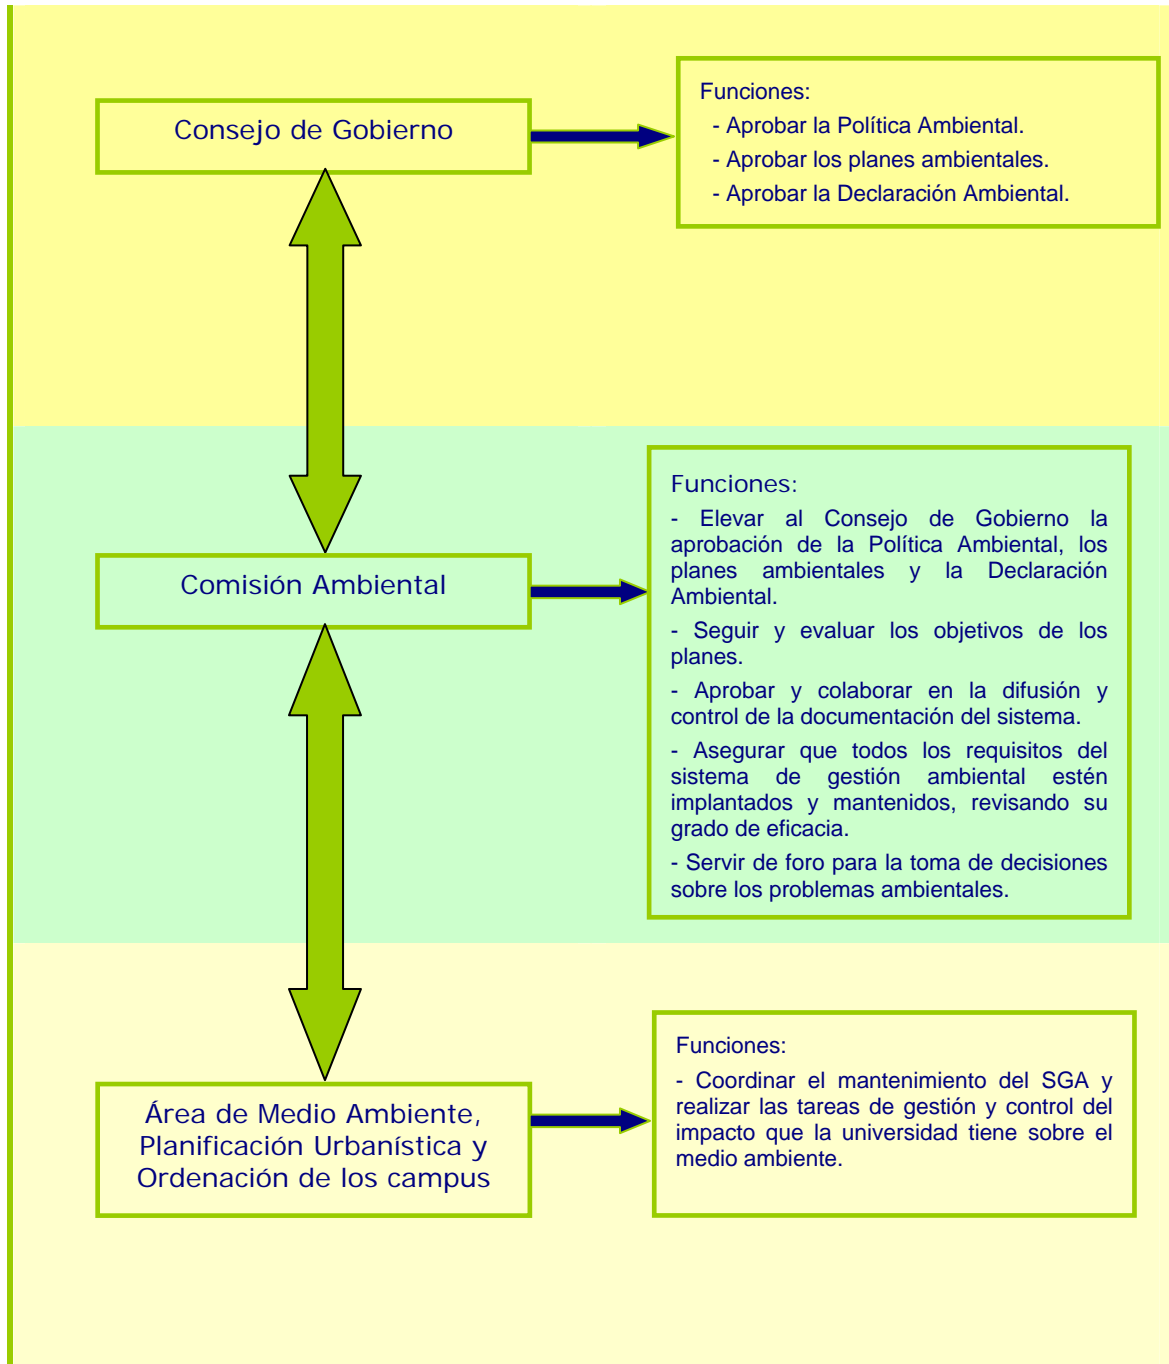 Consejo de Gobierno
Funciones:
- Aprobar la Política Ambiental.
- Aprobar los planes ambientales.
- Aprobar la Declaración Ambiental.
Comisión Ambiental
Funciones:
- Elevar al Consejo de Gobierno la
aprobación de la Política Ambiental, los
planes ambientales y la Declaración
Ambiental.
- Seguir y evaluar los objetivos de los
planes.
- Aprobar y colaborar en la difusión y
control de la documentación del sistema.
- Asegurar que todos los requisitos del
sistema de gestión ambiental estén
implantados y mantenidos, revisando su
grado de eficacia.
- Servir de foro para la toma de decisiones
sobre los problemas ambientales.
Área de Medio Ambiente,
Planificación Urbanística y
Ordenación de los campus
Funciones:
- Coordinar el mantenimiento del SGA y
realizar las tareas de gestión y control del
impacto que la universidad tiene sobre el
medio ambiente.